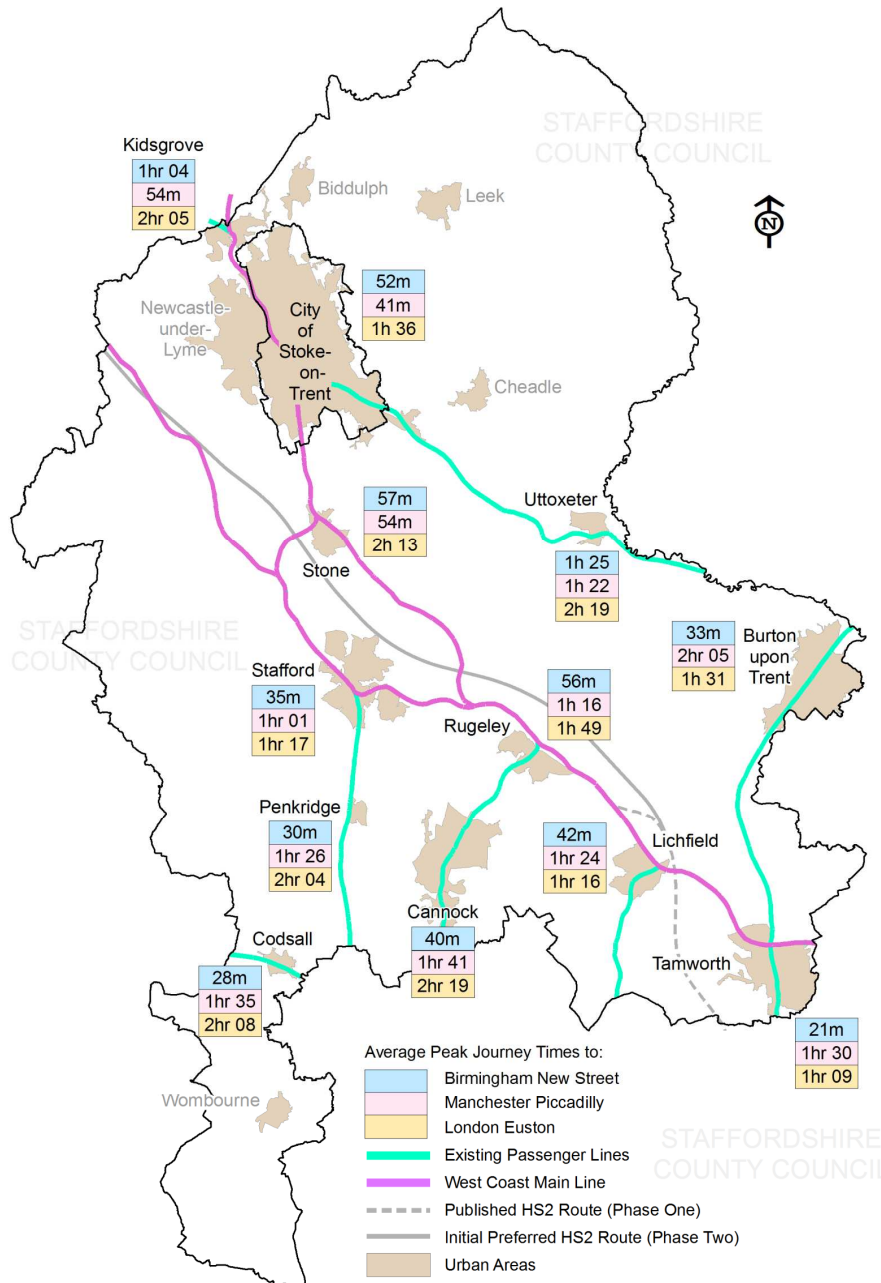 STAFFORDSHIRE
COUNTY COUNCIL
Kidsgrove
1hr 04
54m
2hr 05
Biddulph
Leek
N
52m
41m
1h 36
Newcastle-
under-
Lyme
City
of
Stoke-
on-
Trent
Cheadle
57m
54m
2h 13
Stone
Uttoxeter
1h 25
1h 22
2h 19
STAFFORDSHIRE
COUNTY COUNCIL
33m
2hr 05
1h 31
Burton
upon
Trent
Stafford
35m
1hr 01
1hr 17
56m
1h 16
1h 49
Rugeley
Penkridge
30m
1hr 26
2hr 04
42m
1hr 24
1hr 16
Lichfield
Cannock
40m
1hr 41
2hr 19
Codsall
28m
1hr 35
2hr 08
Tamworth
21m
1hr 30
1hr 09
Wombourne
Average Peak Journey Times to:
Birmingham New Street
Manchester Piccadilly
London Euston
Existing Passenger Lines
West Coast Main Line
Published HS2 Route (Phase One)
Initial Preferred HS2 Route (Phase Two)
Urban Areas
STAFFORDSHIRE
COUNTY COUNCIL